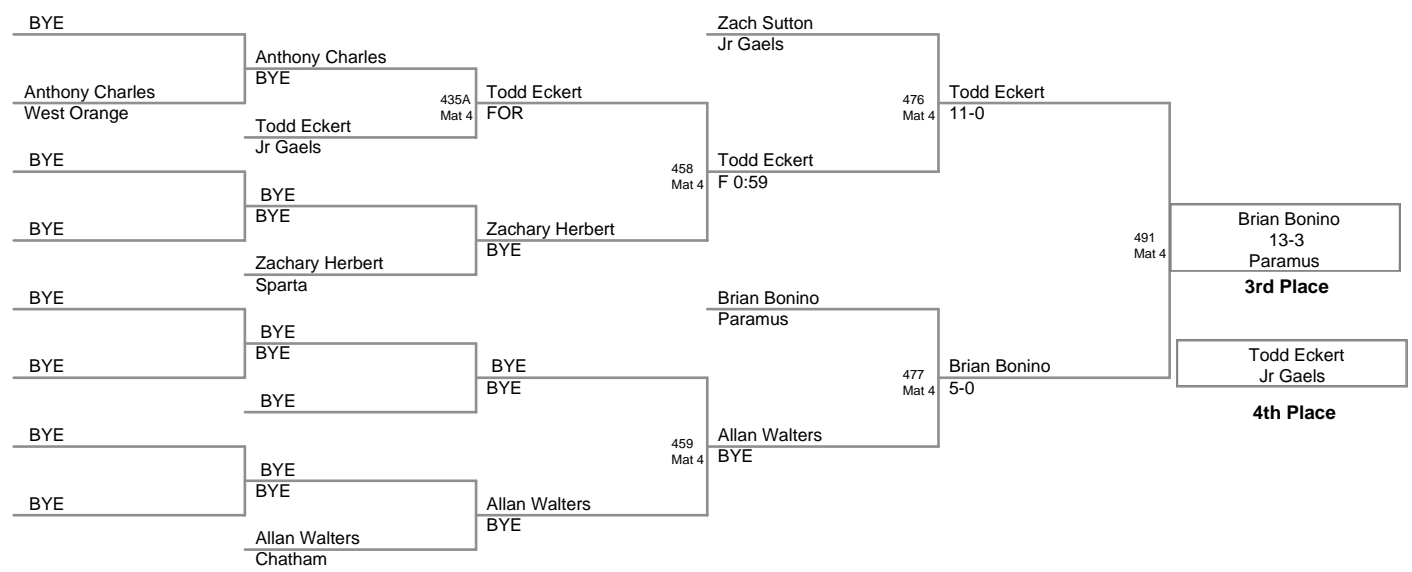 BYE
Anthony Charles
West Orange
BYE
BYE
BYE
BYE
BYE
BYE
Anthony Charles
BYE
Todd Eckert
Jr Gaels
BYE
BYE
Zachary Herbert
Sparta
BYE
BYE
BYE
BYE
BYE
Allan Walters
Chatham
435A
Mat 4
Todd Eckert
FOR
Zachary Herbert
BYE
BYE
BYE
Allan Walters
BYE
458
Mat 4
459
Mat 4
Zach Sutton
Jr Gaels
Todd Eckert
F 0:59
Brian Bonino
Paramus
Allan Walters
BYE
476
Mat 4
477
Mat 4
Todd Eckert
11-0
Brian Bonino
5-0
491
Mat 4
Brian Bonino
13-3
Paramus
3rd Place
Todd Eckert
Jr Gaels
4th Place